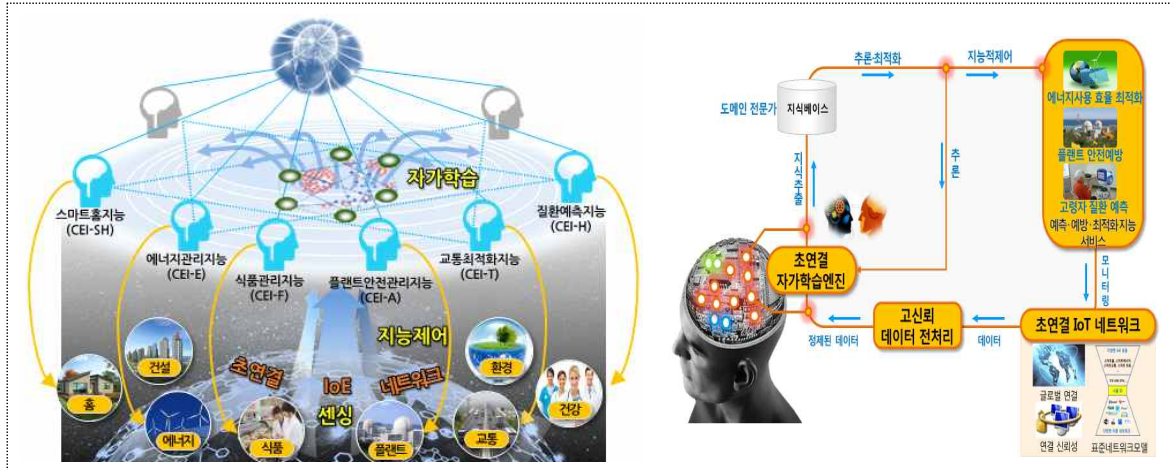 자가학습
스마트홈지능
(CEI-SH)
질환예측지능
(CEI-H)
에너지관리지능
(CEI-E)
식품관리지능
(CEI-F)
플랜트안전관리지능
(CEI-A)
교통최적화지능
(CEI-T)
지능제어
초연결
IoE
네트워크
센싱
홈
건설
에너지
식품
플랜트
환경
교통
건강
추론·최적화
지능적제어
도메인 전문가
지식베이스
지식추출
추론
에너지사용 효율 최적화
플랜트 안전예방
고령자 질환 예측
예측·예방·최적화지능
서비스
모니터링
초연결
자가학습엔진
고신뢰
데이터 전처리
초연결 IoT 네트워크
정제된 데이터
데이터
글로벌 연결
연결 신뢰성
표준네트워크모델